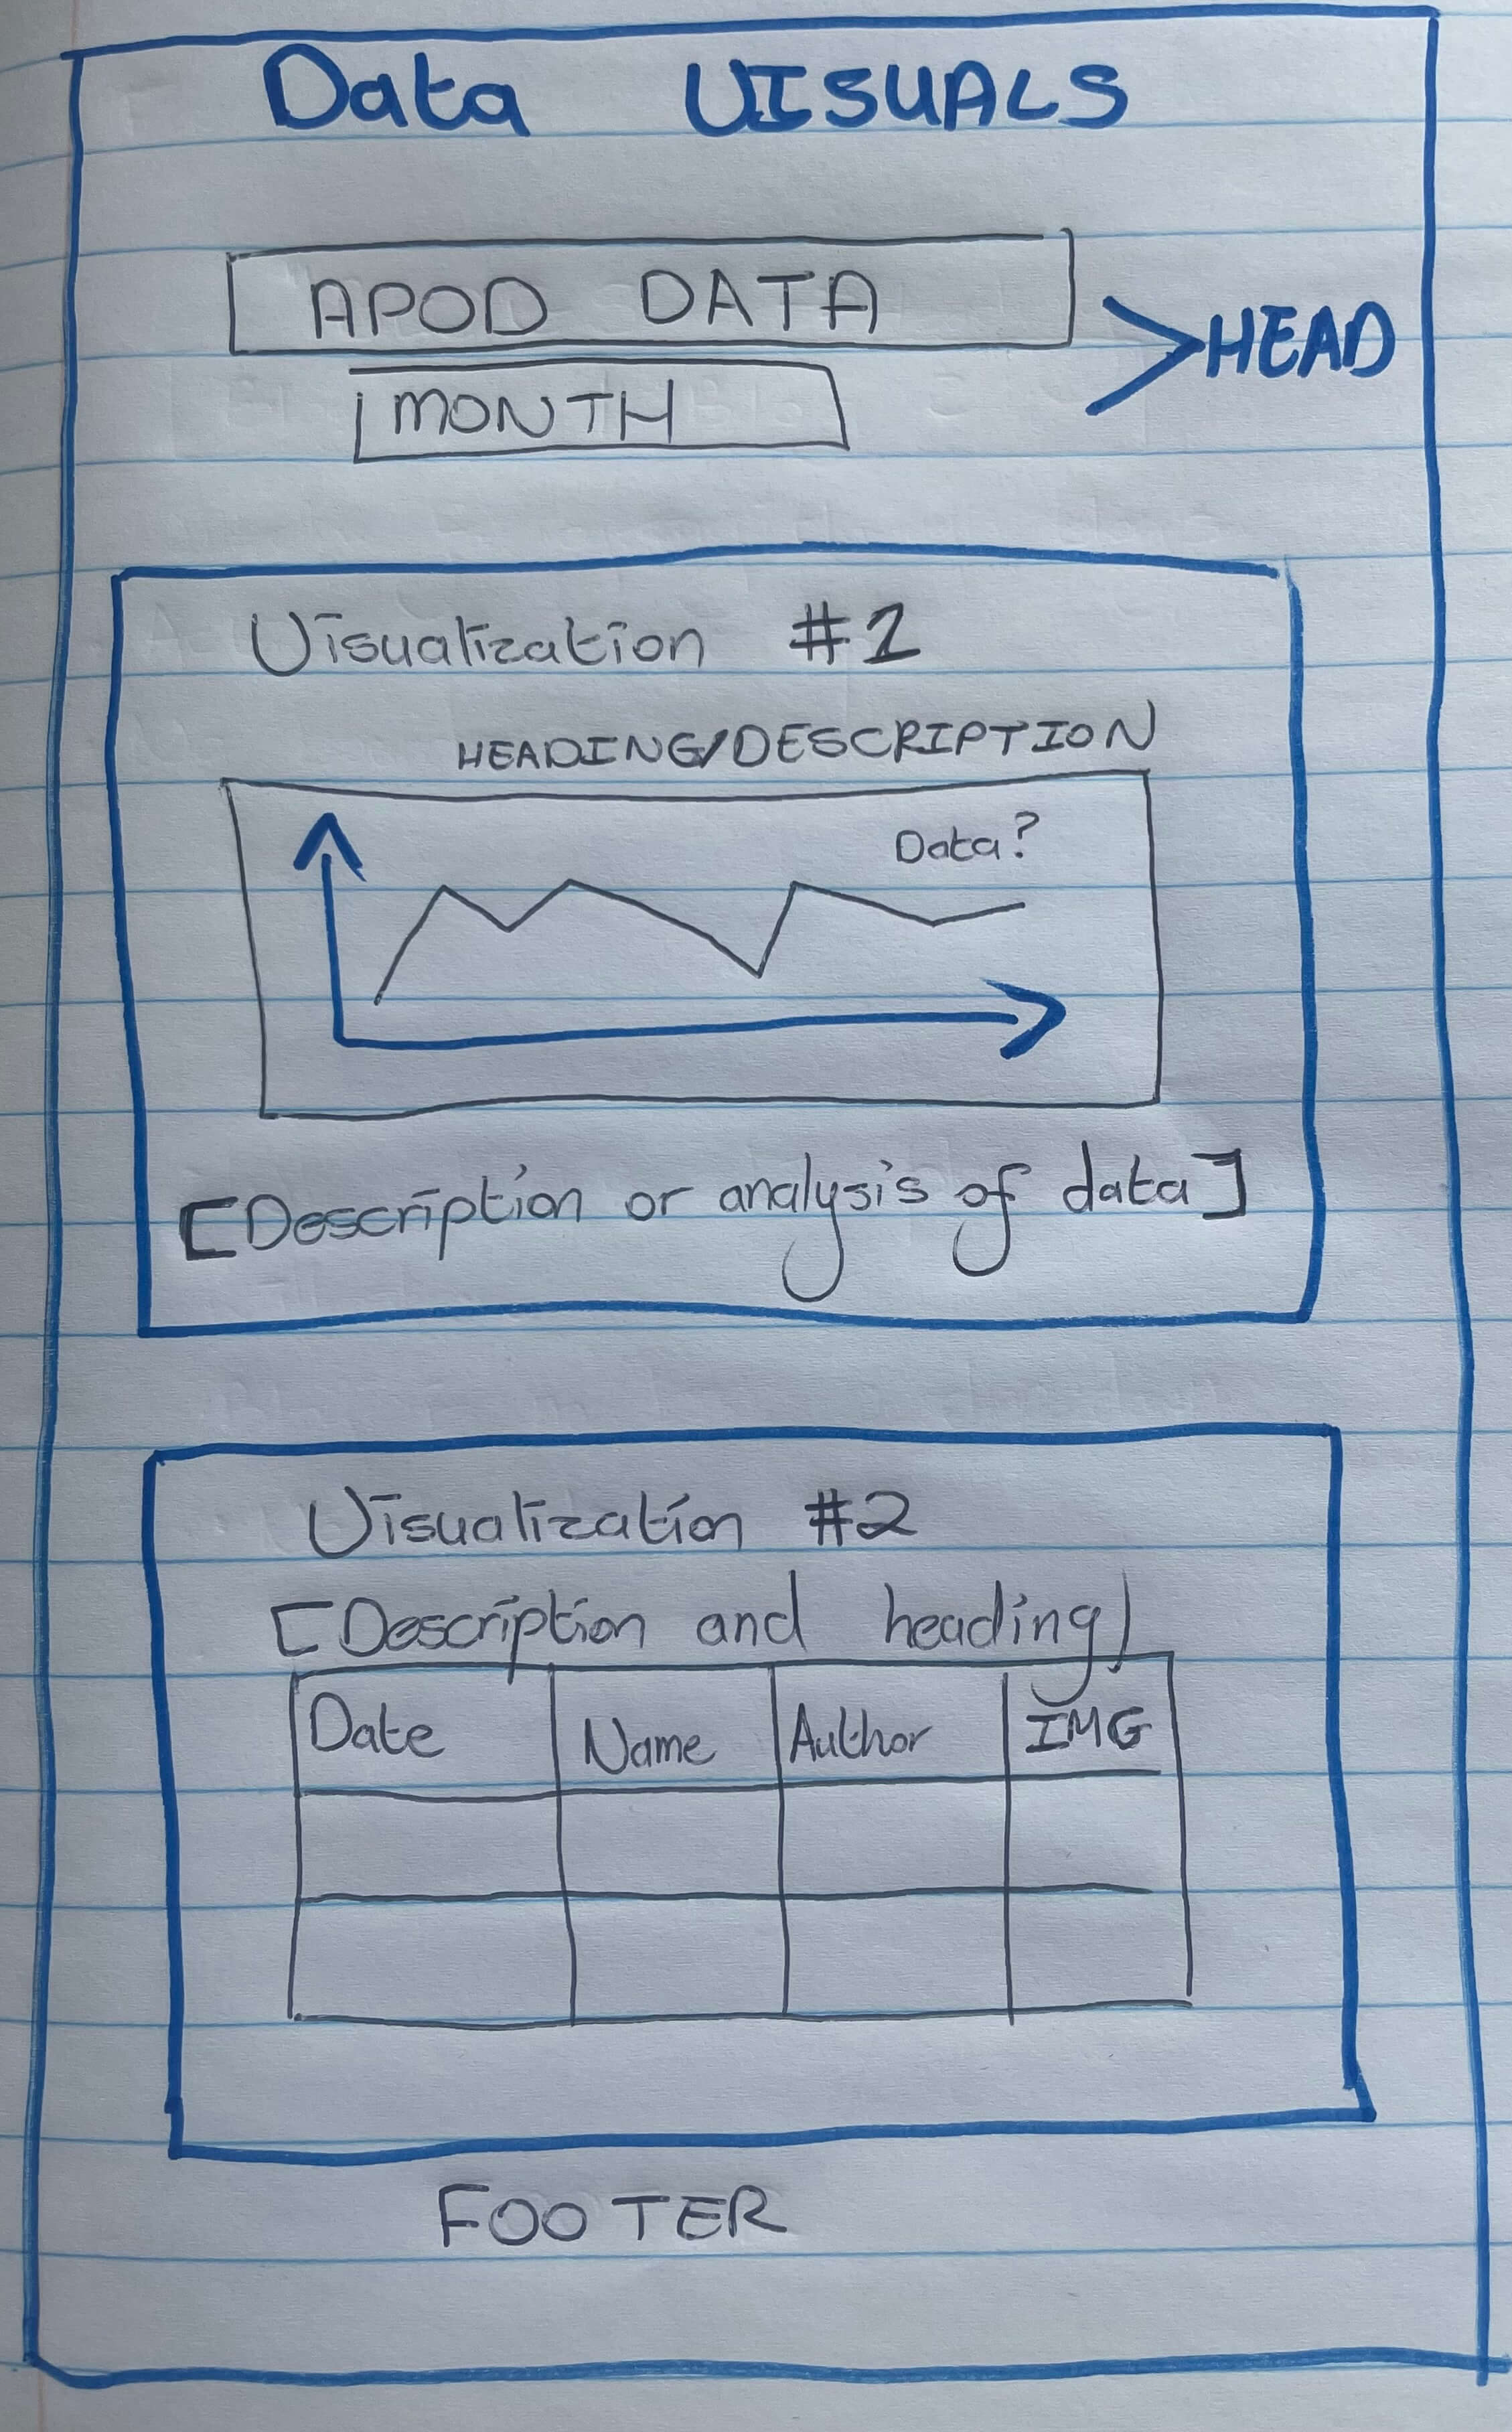 Data VISUALS
APOD DATA
>HEAD
MONTH
Visualization #1
HEADING/DESCRIPTION
Data?
[Description or analysis of data]
Visualization #2
[Description and heading]
Date Name Author IMG
FOOTER